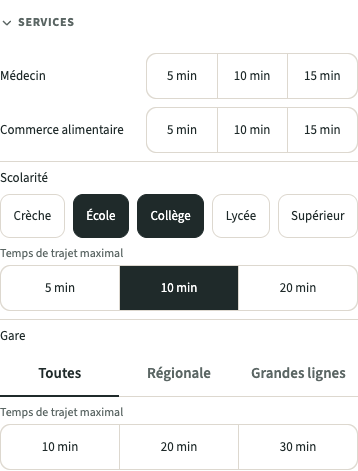 SERVICES
Médecin 5 min 10 min 15 min
Commerce alimentaire 5 min 10 min 15 min
Scolarité
Crèche École Collège Lycée Supérieur
Temps de trajet maximal
5 min 10 min 20 min
Gare
Toutes Régionale Grandes lignes
Temps de trajet maximal
10 min 20 min 30 min